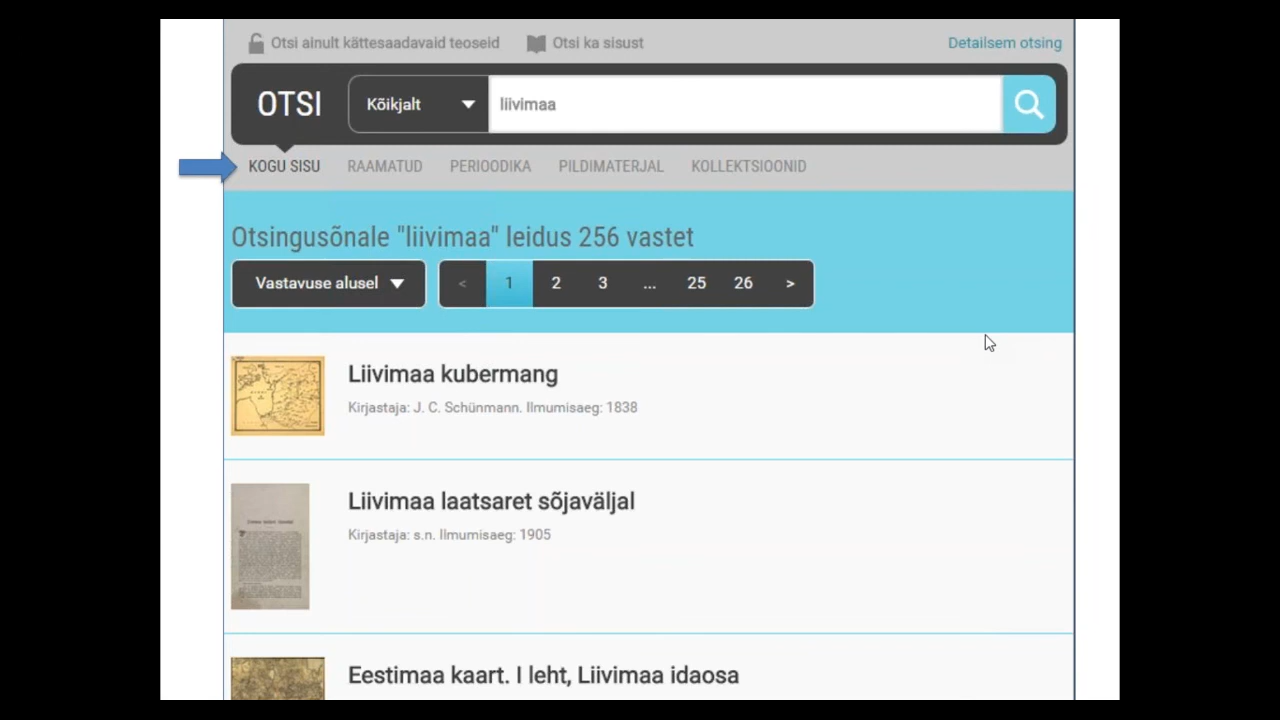 Otsi ainult kättesaadavaid teoseid Otsi ka sisust Detailsem otsing
OTSI Kõikjalt liivimaa
KOGU SISU RAAMATUD PERIOODIKA PILDIMATERJAL KOLLEKTSIOONID
Otsingusõnale "liivimaa" leidus 256 vastet
Vastavuse alusel < 1 2 3 ... 25 26 >
Liivimaa kubermang
Kirjastaja: J. C. Schünmann. Ilmumisaeg: 1838
Liivimaa laatsaret sõjaväljal
Kirjastaja: s.n. Ilmumisaeg: 1905
Eestimaa kaart. I leht, Liivimaa idaosa